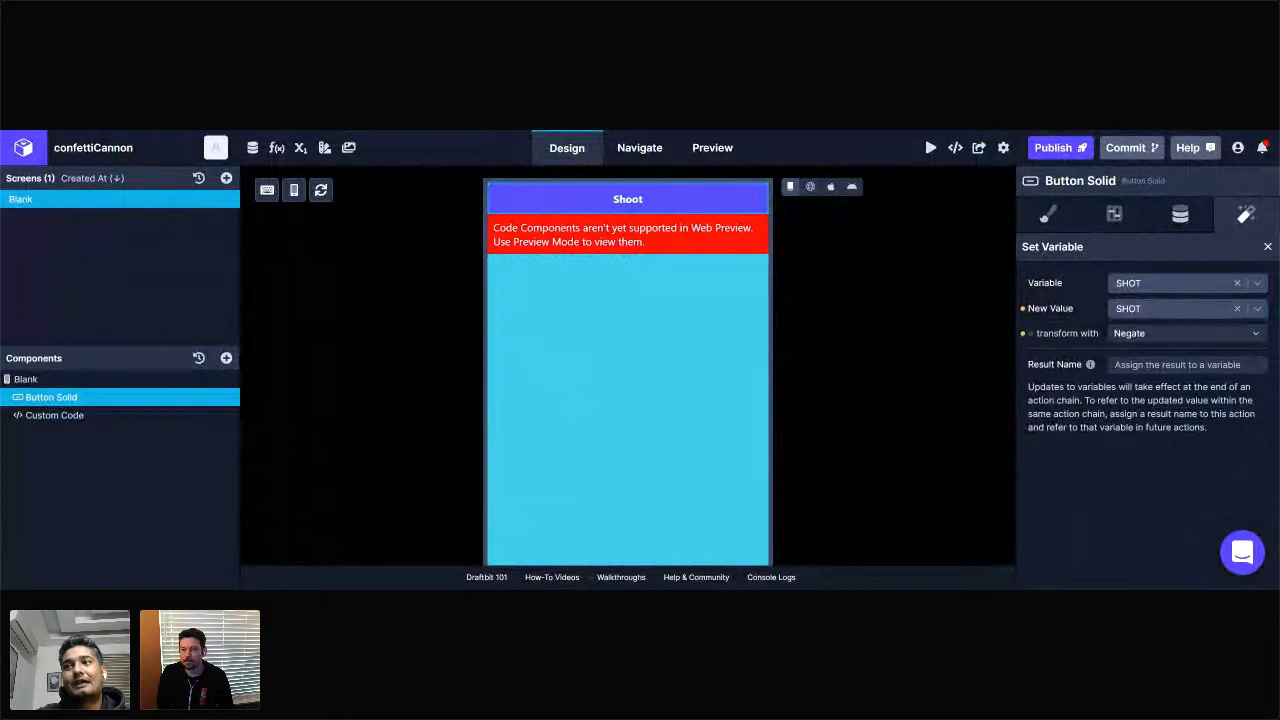 confettiCannon
A
f(x)
X₁
Design
Navigate
Preview
Publish
Commit
Help
Screens (1) Created At (↓)
Blank
Components
Blank
Button Solid
Custom Code
Shoot
Code Components aren't yet supported in Web Preview.
Use Preview Mode to view them.
Button Solid Button Solid
Set Variable
Variable SHOT
New Value SHOT
transform with Negate
Result Name Assign the result to a variable
Updates to variables will take effect at the end of an
action chain. To refer to the updated value within the
same action chain, assign a result name to this action
and refer to that variable in future actions.
Draftbit 101 How-To Videos Walkthroughs Help & Community Console Logs